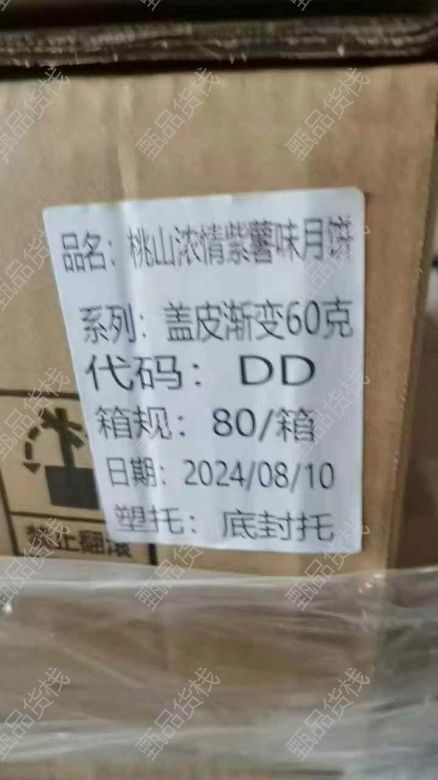 品名：桃山浓情紫薯味月饼
系列：盖皮渐变60克
代码：DD
箱规：80/箱
日期：2024/08/10
塑托：底封托
禁止翻滚
甄品货栈